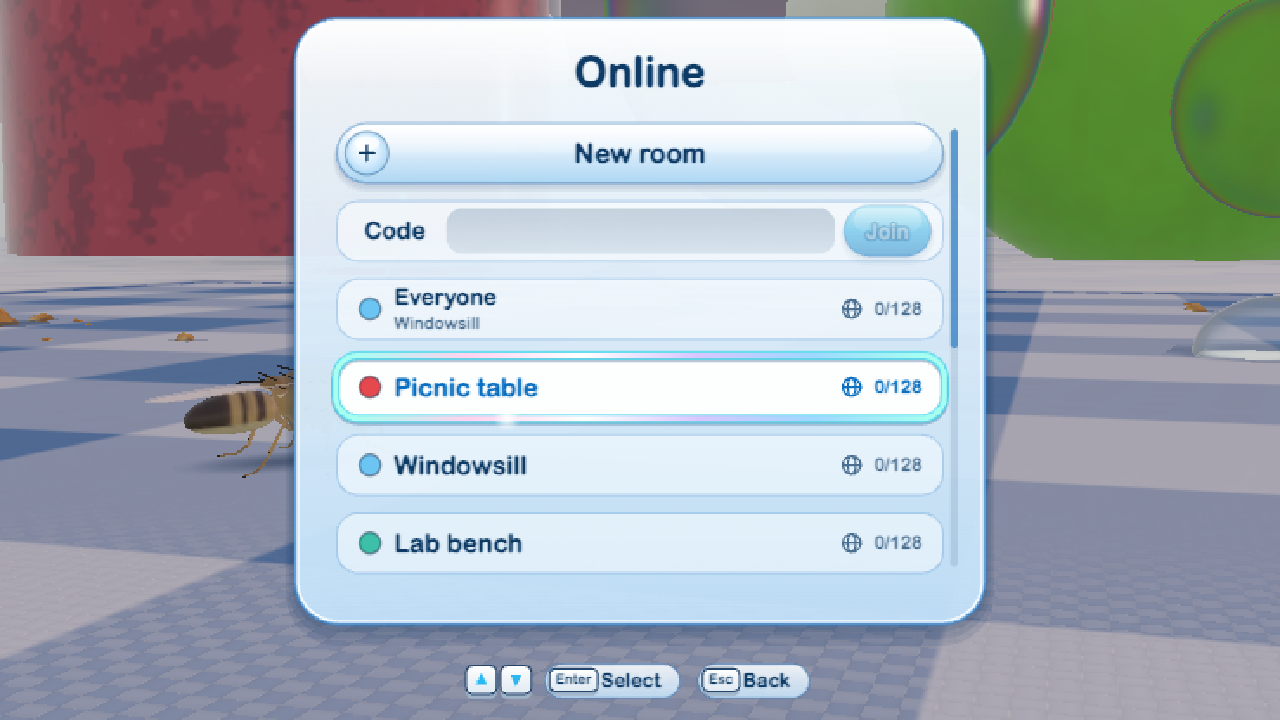 Online
New room
Code
Join
Everyone
Windowsill
0/128
Picnic table
0/128
Windowsill
0/128
Lab bench
0/128
Enter Select
Esc Back